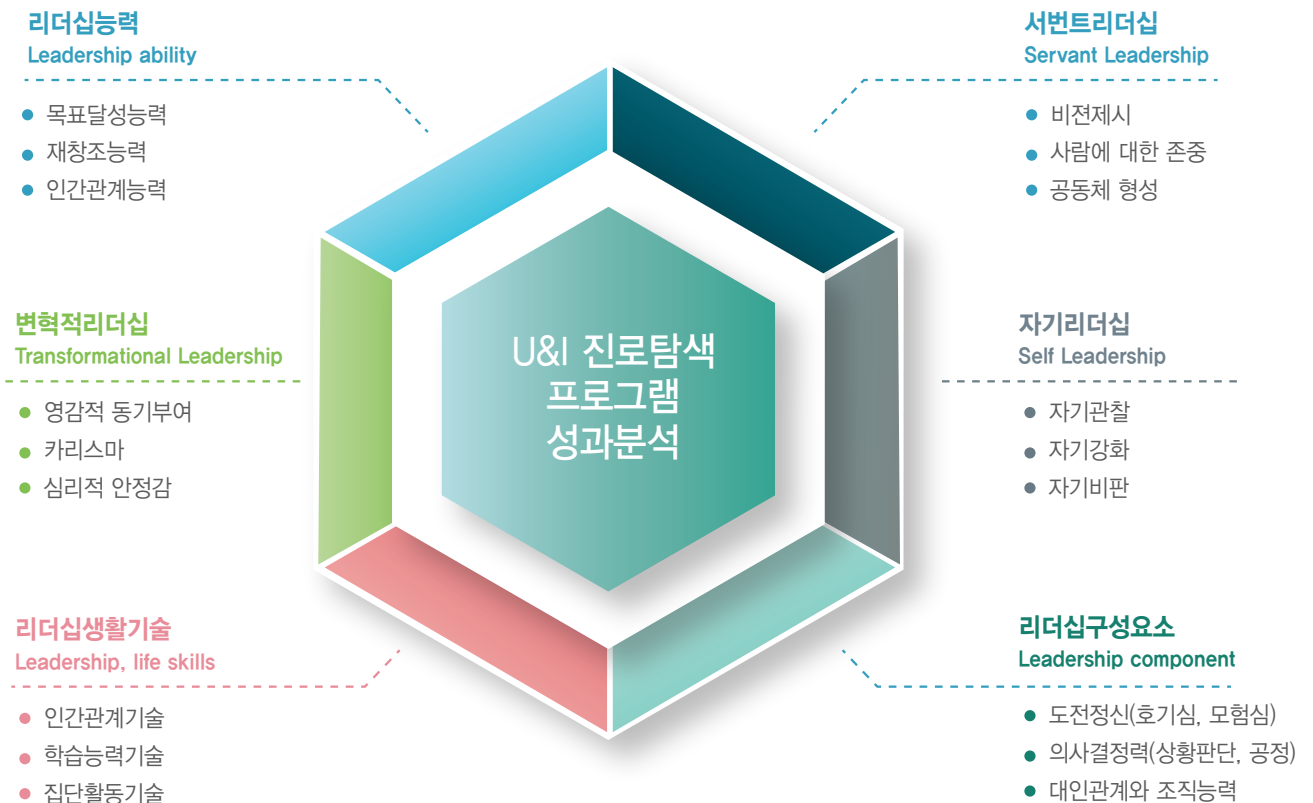 리더십능력
Leadership ability
목표달성능력
재창조능력
인간관계능력
서번트리더십
Servant Leadership
비젼제시
사람에 대한 존중
공동체 형성
변혁적리더십
Transformational Leadership
영감적 동기부여
카리스마
심리적 안정감
U&I 진로탐색
프로그램
성과분석
자기리더십
Self Leadership
자기관찰
자기강화
자기비판
리더십생활기술
Leadership, life skills
인간관계기술
학습능력기술
집단활동기술
리더십구성요소
Leadership component
도전정신(호기심, 모험심)
의사결정력(상황판단, 공정)
대인관계와 조직능력